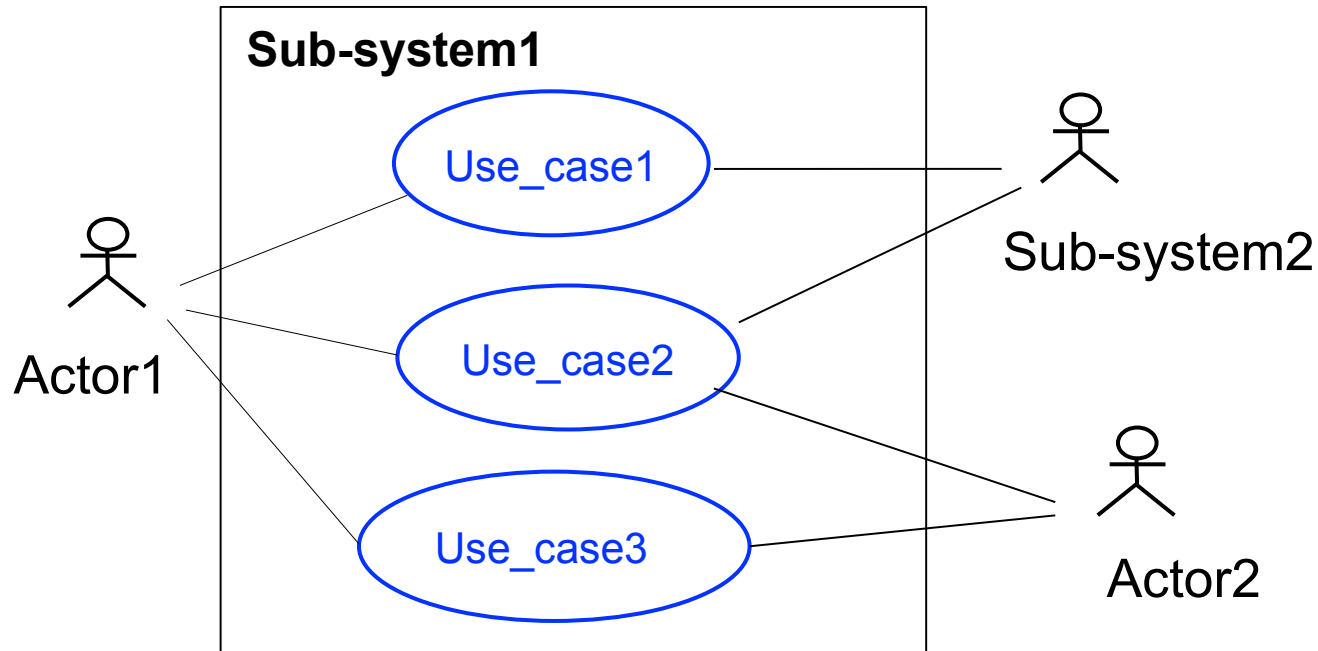 Sub-system1
Use_case1
Sub-system2
Actor1
Use_case2
Use_case3
Actor2